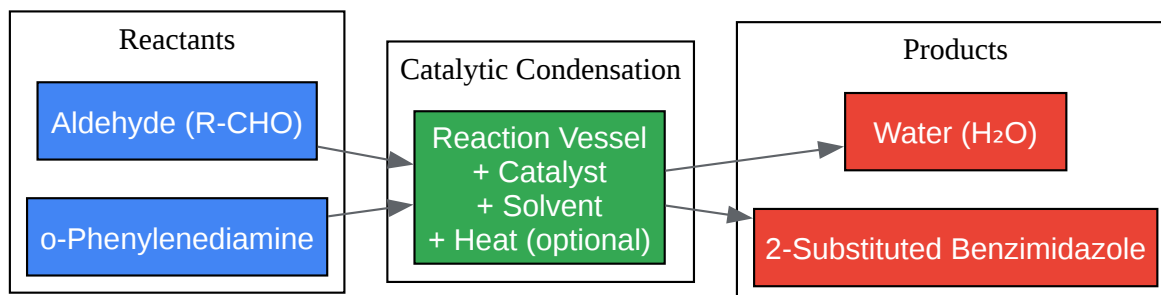 Reactants
Aldehyde (R-CHO)
o-Phenylenediamine
Catalytic Condensation
Reaction Vessel
+ Catalyst
+ Solvent
+ Heat (optional)
Products
Water (H₂O)
2-Substituted Benzimidazole